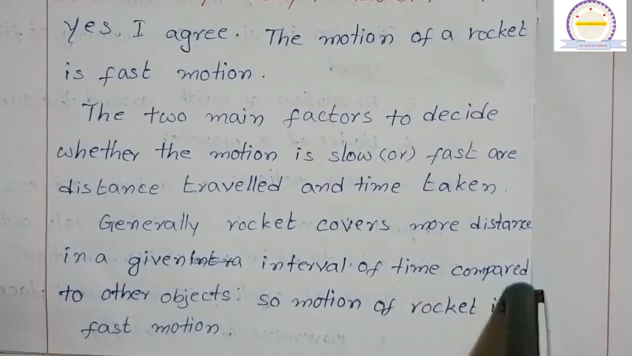 yes, I agree. The motion of a rocket
is fast motion.
The two main factors to decide
whether the motion is slow (or) fast are
distance travelled and time taken.
Generally rocket covers more distance
in a given interval of time compared
to other objects. so motion of rocket is
fast motion.